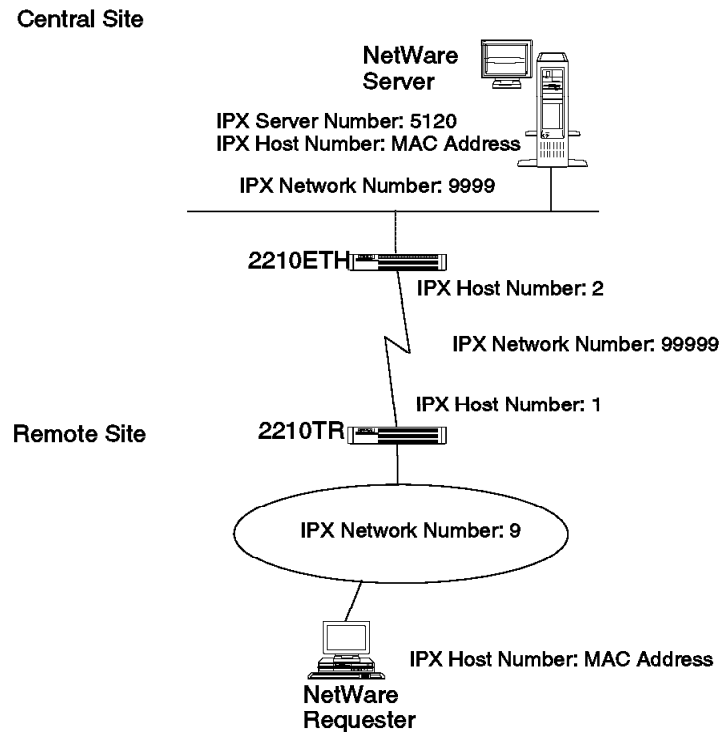 Central Site
NetWare
Server
IPX Server Number: 5120
IPX Host Number: MAC Address
IPX Network Number: 9999
2210ETH
IPX Host Number: 2
IPX Network Number: 99999
IPX Host Number: 1
Remote Site
2210TR
IPX Network Number: 9
IPX Host Number: MAC Address
NetWare
Requester